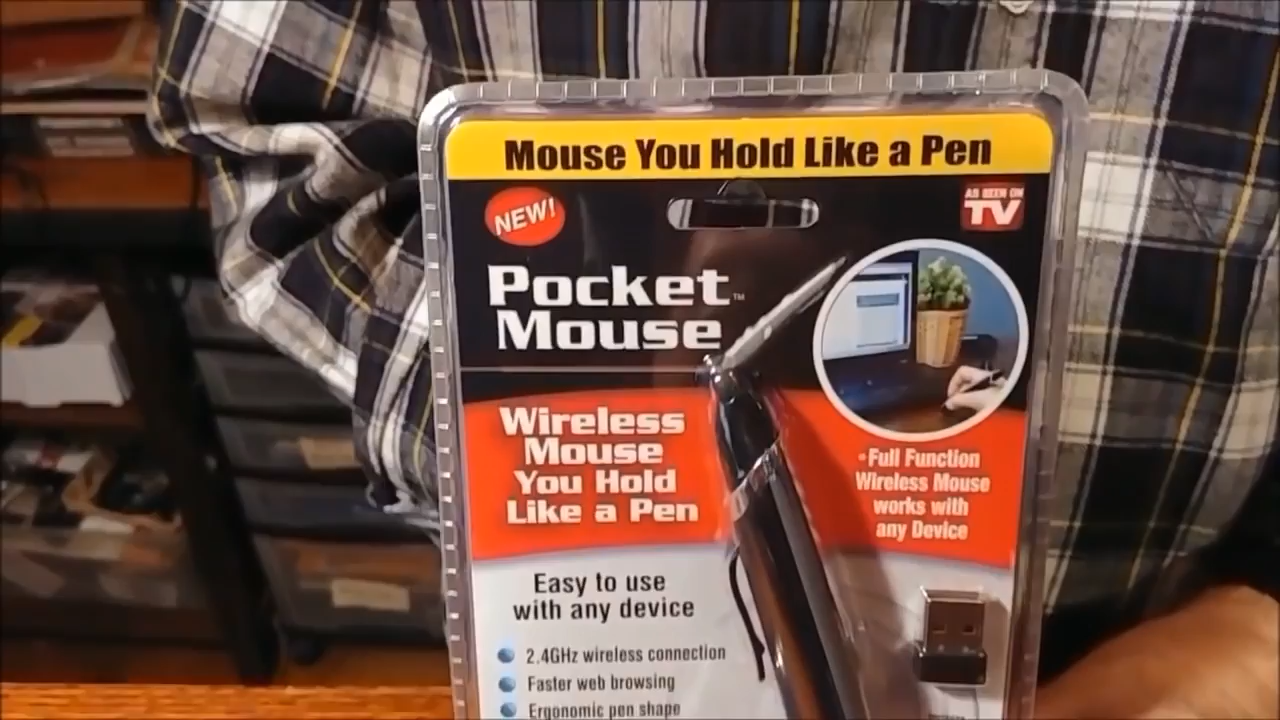 Mouse You Hold Like a Pen
NEW!
AS SEEN ON
TV
Pocket™
Mouse
Wireless
Mouse
You Hold
Like a Pen
•Full Function
Wireless Mouse
works with
any Device
Easy to use
with any device
2.4GHz wireless connection
Faster web browsing
Ergonomic pen shape